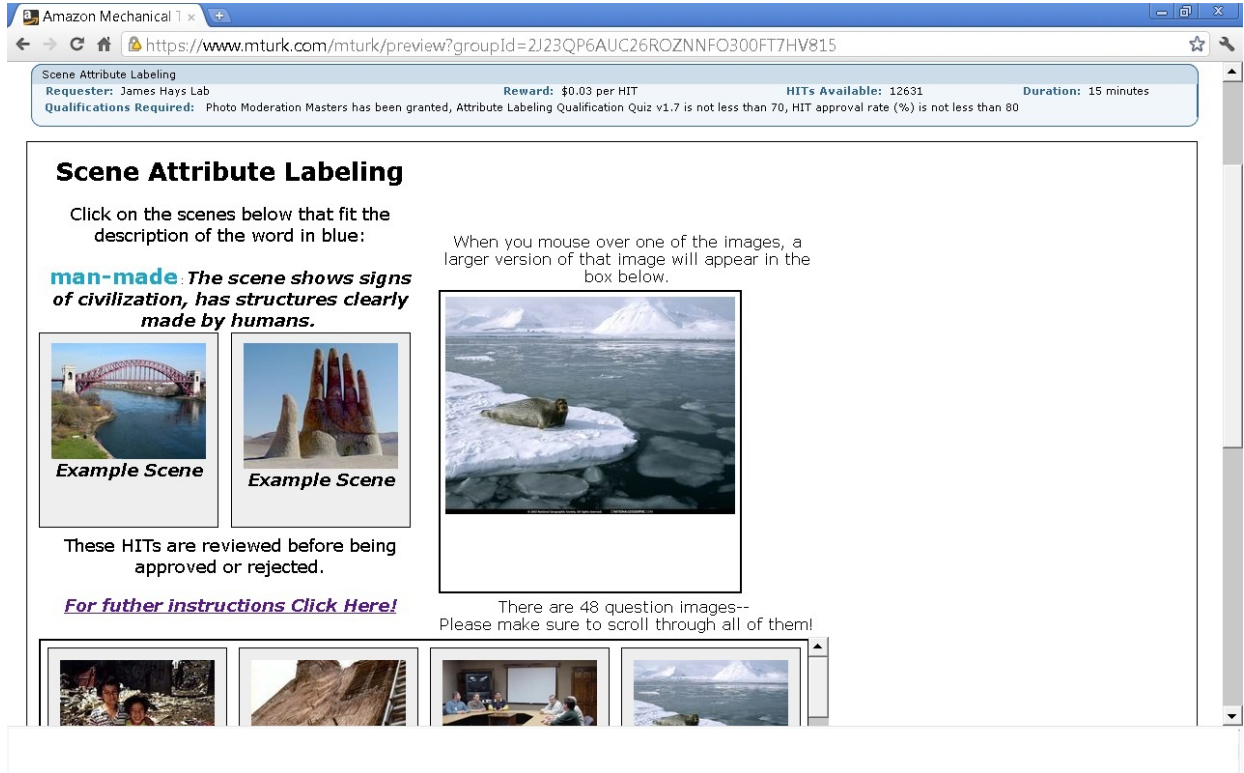 Amazon Mechanical T
https://www.mturk.com/mturk/preview?groupId=2J23QP6AUC26ROZNNFO300FT7HV815
Scene Attribute Labeling
Requester: James Hays Lab Reward: $0.03 per HIT HITs Available: 12631 Duration: 15 minutes
Qualifications Required: Photo Moderation Masters has been granted, Attribute Labeling Qualification Quiz v1.7 is not less than 70, HIT approval rate (%) is not less than 80
Scene Attribute Labeling
Click on the scenes below that fit the
description of the word in blue:
man-made : The scene shows signs
of civilization, has structures clearly
made by humans.
Example Scene
Example Scene
These HITs are reviewed before being
approved or rejected.
For futher instructions Click Here!
When you mouse over one of the images, a
larger version of that image will appear in the
box below.
There are 48 question images--
Please make sure to scroll through all of them!